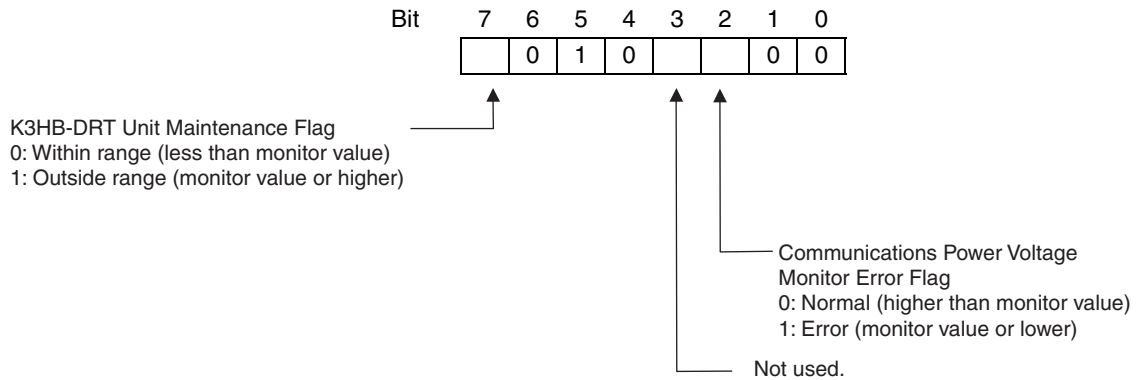 Bit 7 6 5 4 3 2 1 0
0 1 0 0 0
K3HB-DRT Unit Maintenance Flag
0: Within range (less than monitor value)
1: Outside range (monitor value or higher)
Communications Power Voltage
Monitor Error Flag
0: Normal (higher than monitor value)
1: Error (monitor value or lower)
Not used.